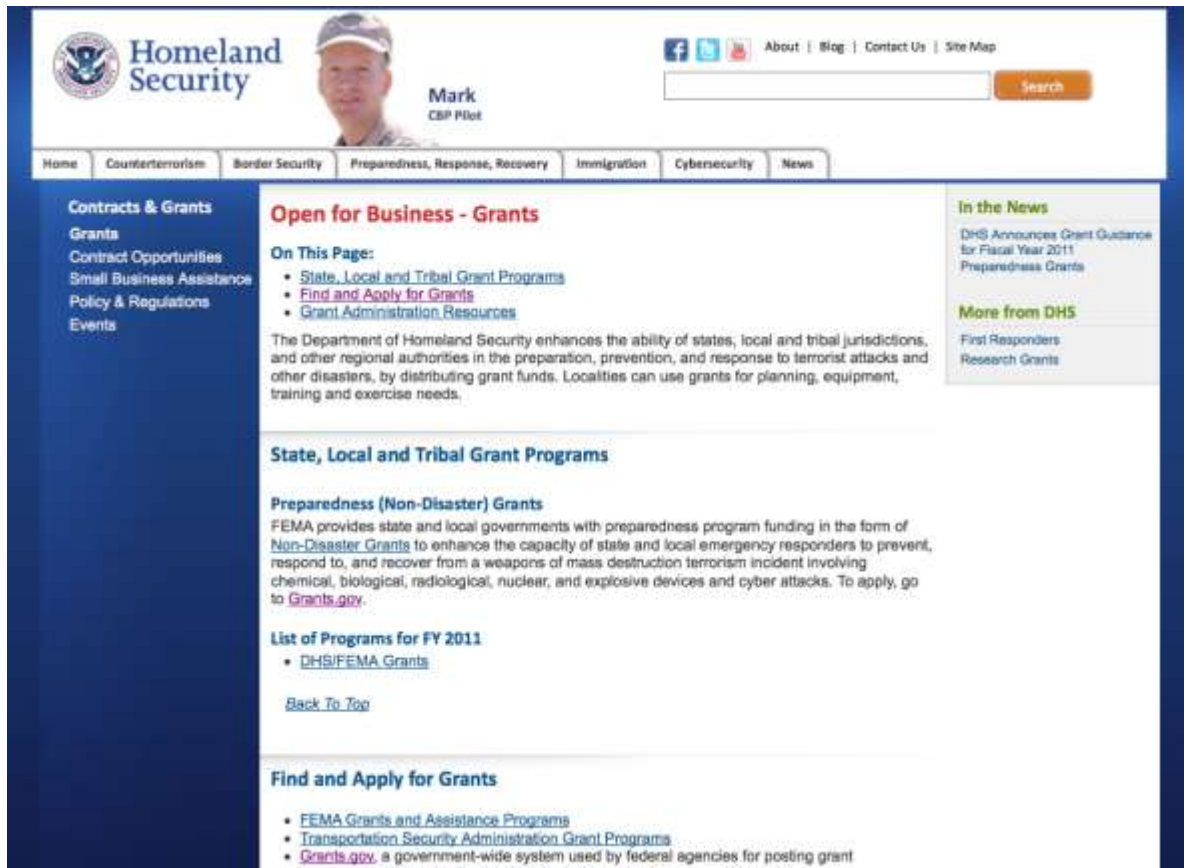 Homeland
Security
Mark
CBP Pilot
About | Blog | Contact Us | Site Map
Search
Home
Counterterrorism
Border Security
Preparedness, Response, Recovery
Immigration
Cybersecurity
News
Contracts & Grants
Grants
Contract Opportunities
Small Business Assistance
Policy & Regulations
Events
Open for Business - Grants
On This Page:
• State, Local and Tribal Grant Programs
• Find and Apply for Grants
• Grant Administration Resources
The Department of Homeland Security enhances the ability of states, local and tribal jurisdictions,
and other regional authorities in the preparation, prevention, and response to terrorist attacks and
other disasters, by distributing grant funds. Localities can use grants for planning, equipment,
training and exercise needs.
State, Local and Tribal Grant Programs
Preparedness (Non-Disaster) Grants
FEMA provides state and local governments with preparedness program funding in the form of
Non-Disaster Grants to enhance the capacity of state and local emergency responders to prevent,
respond to, and recover from a weapons of mass destruction terrorism incident involving
chemical, biological, radiological, nuclear, and explosive devices and cyber attacks. To apply, go
to Grants.gov.
List of Programs for FY 2011
• DHS/FEMA Grants
Back To Top
Find and Apply for Grants
• FEMA Grants and Assistance Programs
• Transportation Security Administration Grant Programs
• Grants.gov, a government-wide system used by federal agencies for posting grant
In the News
DHS Announces Grant Guidance
for Fiscal Year 2011
Preparedness Grants
More from DHS
First Responders
Research Grants